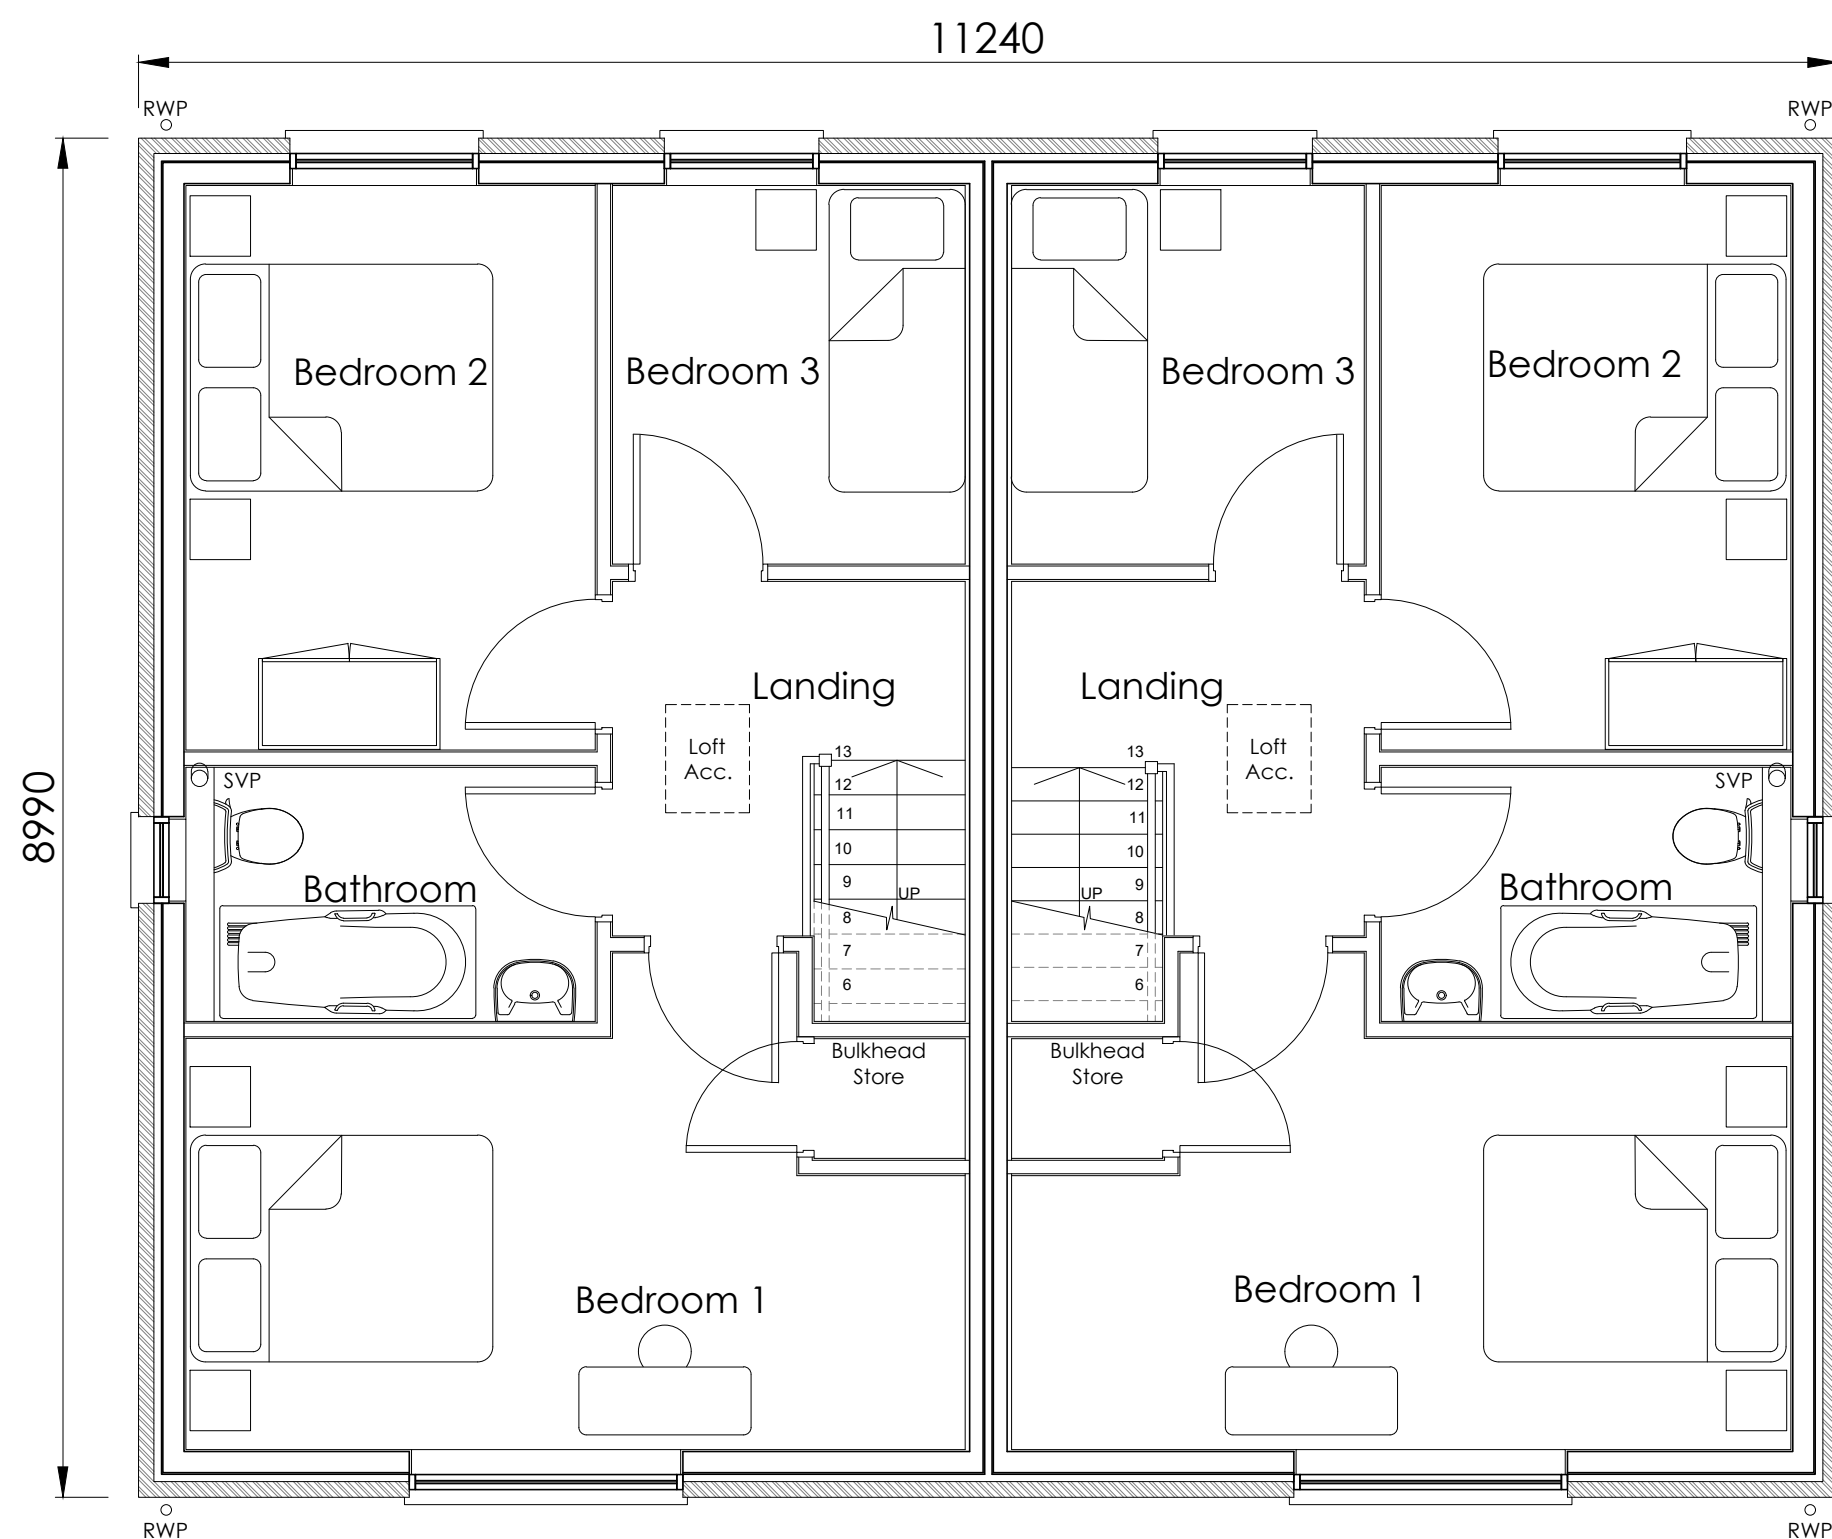 11240
RWP
RWP
8990
Bedroom 2
Bedroom 3
Bedroom 3
Bedroom 2
Landing
Landing
Loft
Acc.
Loft
Acc.
13
12
11
10
9
8
7
6
UP
13
12
11
10
9
8
7
6
UP
SVP
SVP
Bathroom
Bathroom
Bulkhead
Store
Bulkhead
Store
Bedroom 1
Bedroom 1
RWP
RWP